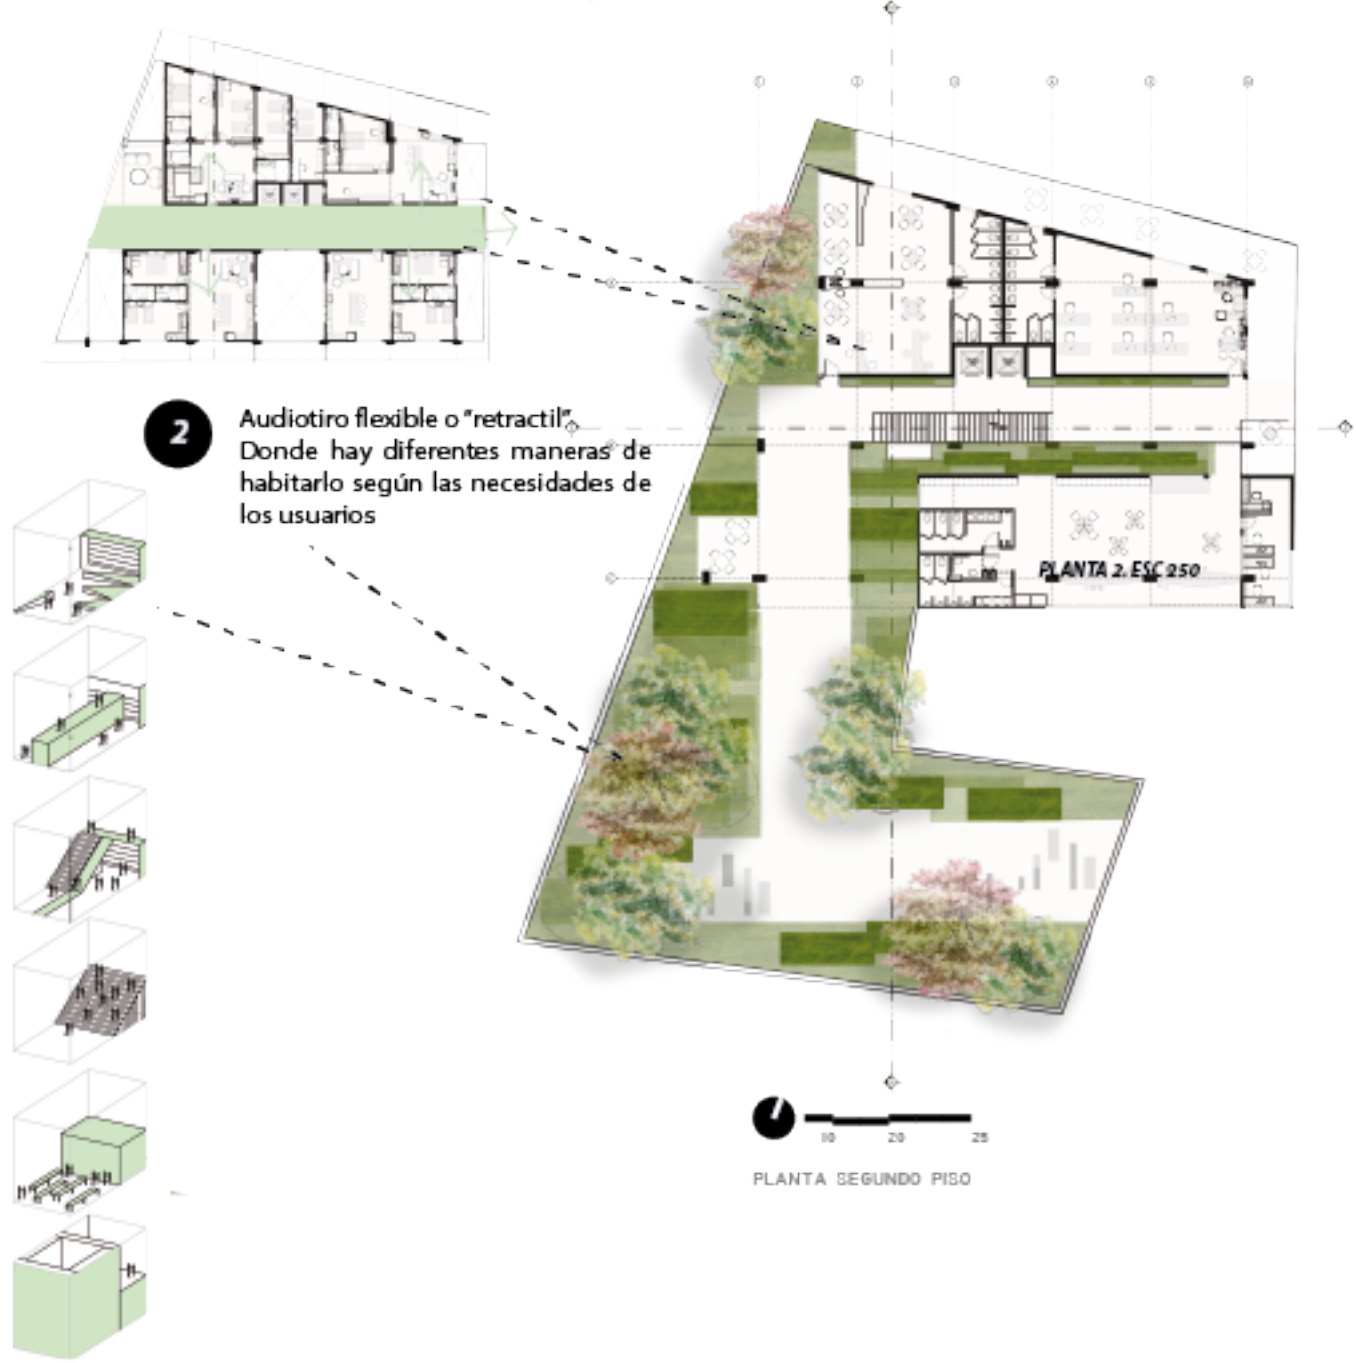 2
Audiotiro flexible o "retractil".
Donde hay diferentes maneras de
habitarlo según las necesidades de
los usuarios
PLANTA 2. ESC 250
10 20 25
PLANTA SEGUNDO PISO